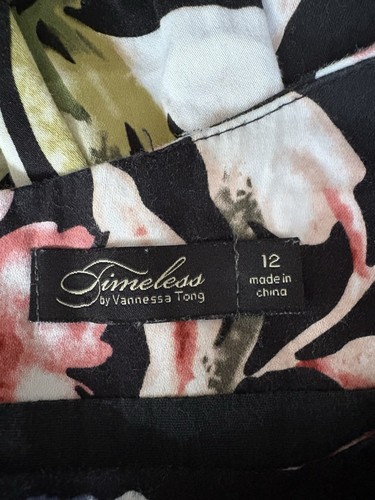 Timeless
by Vannessa Tong
12
made in
china